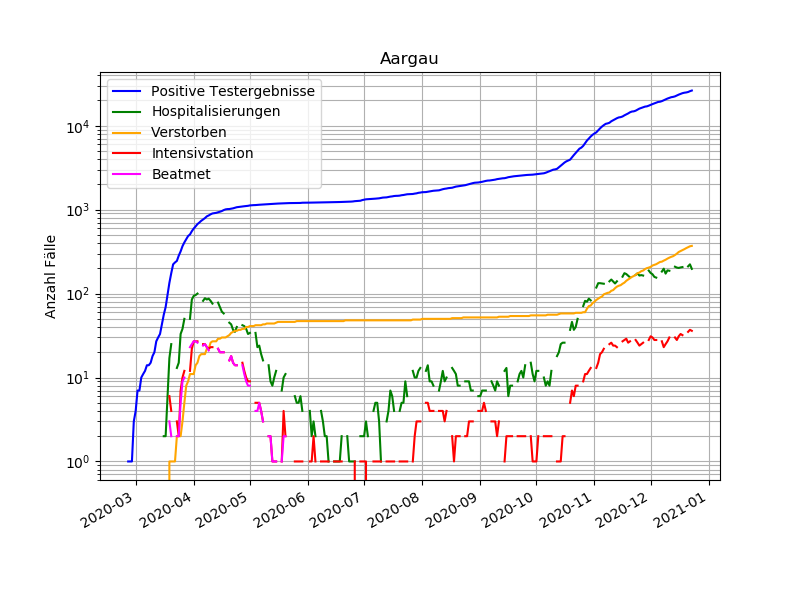 Aargau
Positive Testergebnisse
Hospitalisierungen
Verstorben
Intensivstation
Beatmet
Anzahl Fälle
10^4
10^3
10^2
10^1
10^0
2020-03
2020-04
2020-05
2020-06
2020-07
2020-08
2020-09
2020-10
2020-11
2020-12
2021-01